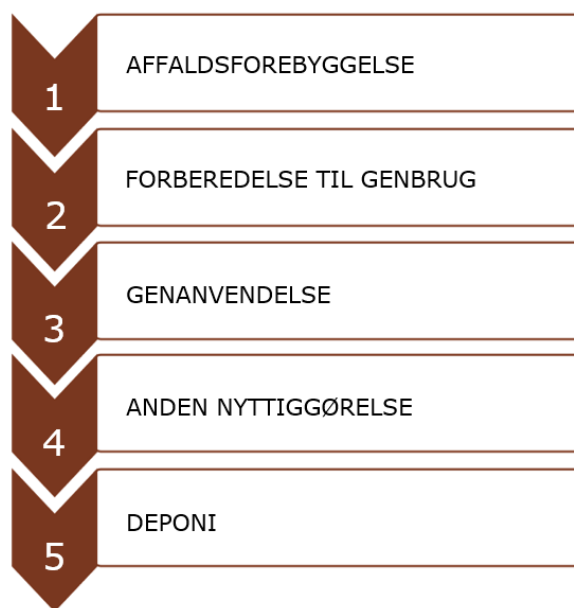 1
AFFALDSFOREBYGGELSE
2
FORBEREDELSE TIL GENBRUG
3
GENANVENDELSE
4
ANDEN NYTTIGGØRELSE
5
DEPONI